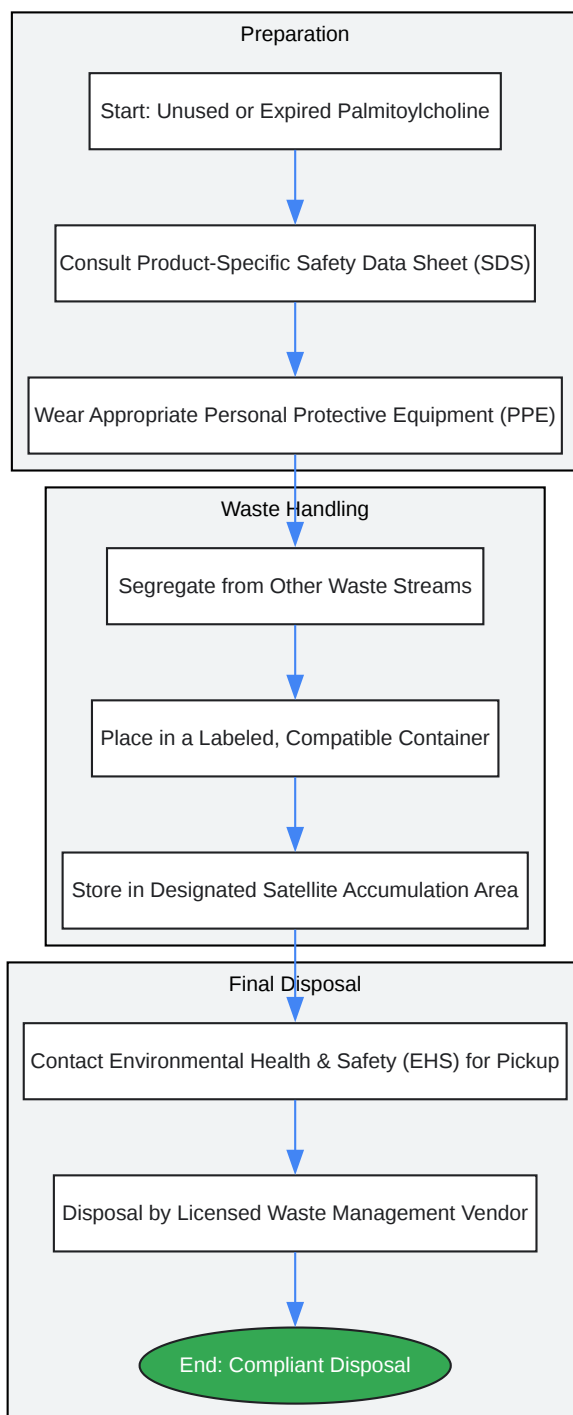 Preparation
Start: Unused or Expired Palmitoylcholine
Consult Product-Specific Safety Data Sheet (SDS)
Wear Appropriate Personal Protective Equipment (PPE)
Waste Handling
Segregate from Other Waste Streams
Place in a Labeled, Compatible Container
Store in Designated Satellite Accumulation Area
Final Disposal
Contact Environmental Health & Safety (EHS) for Pickup
Disposal by Licensed Waste Management Vendor
End: Compliant Disposal